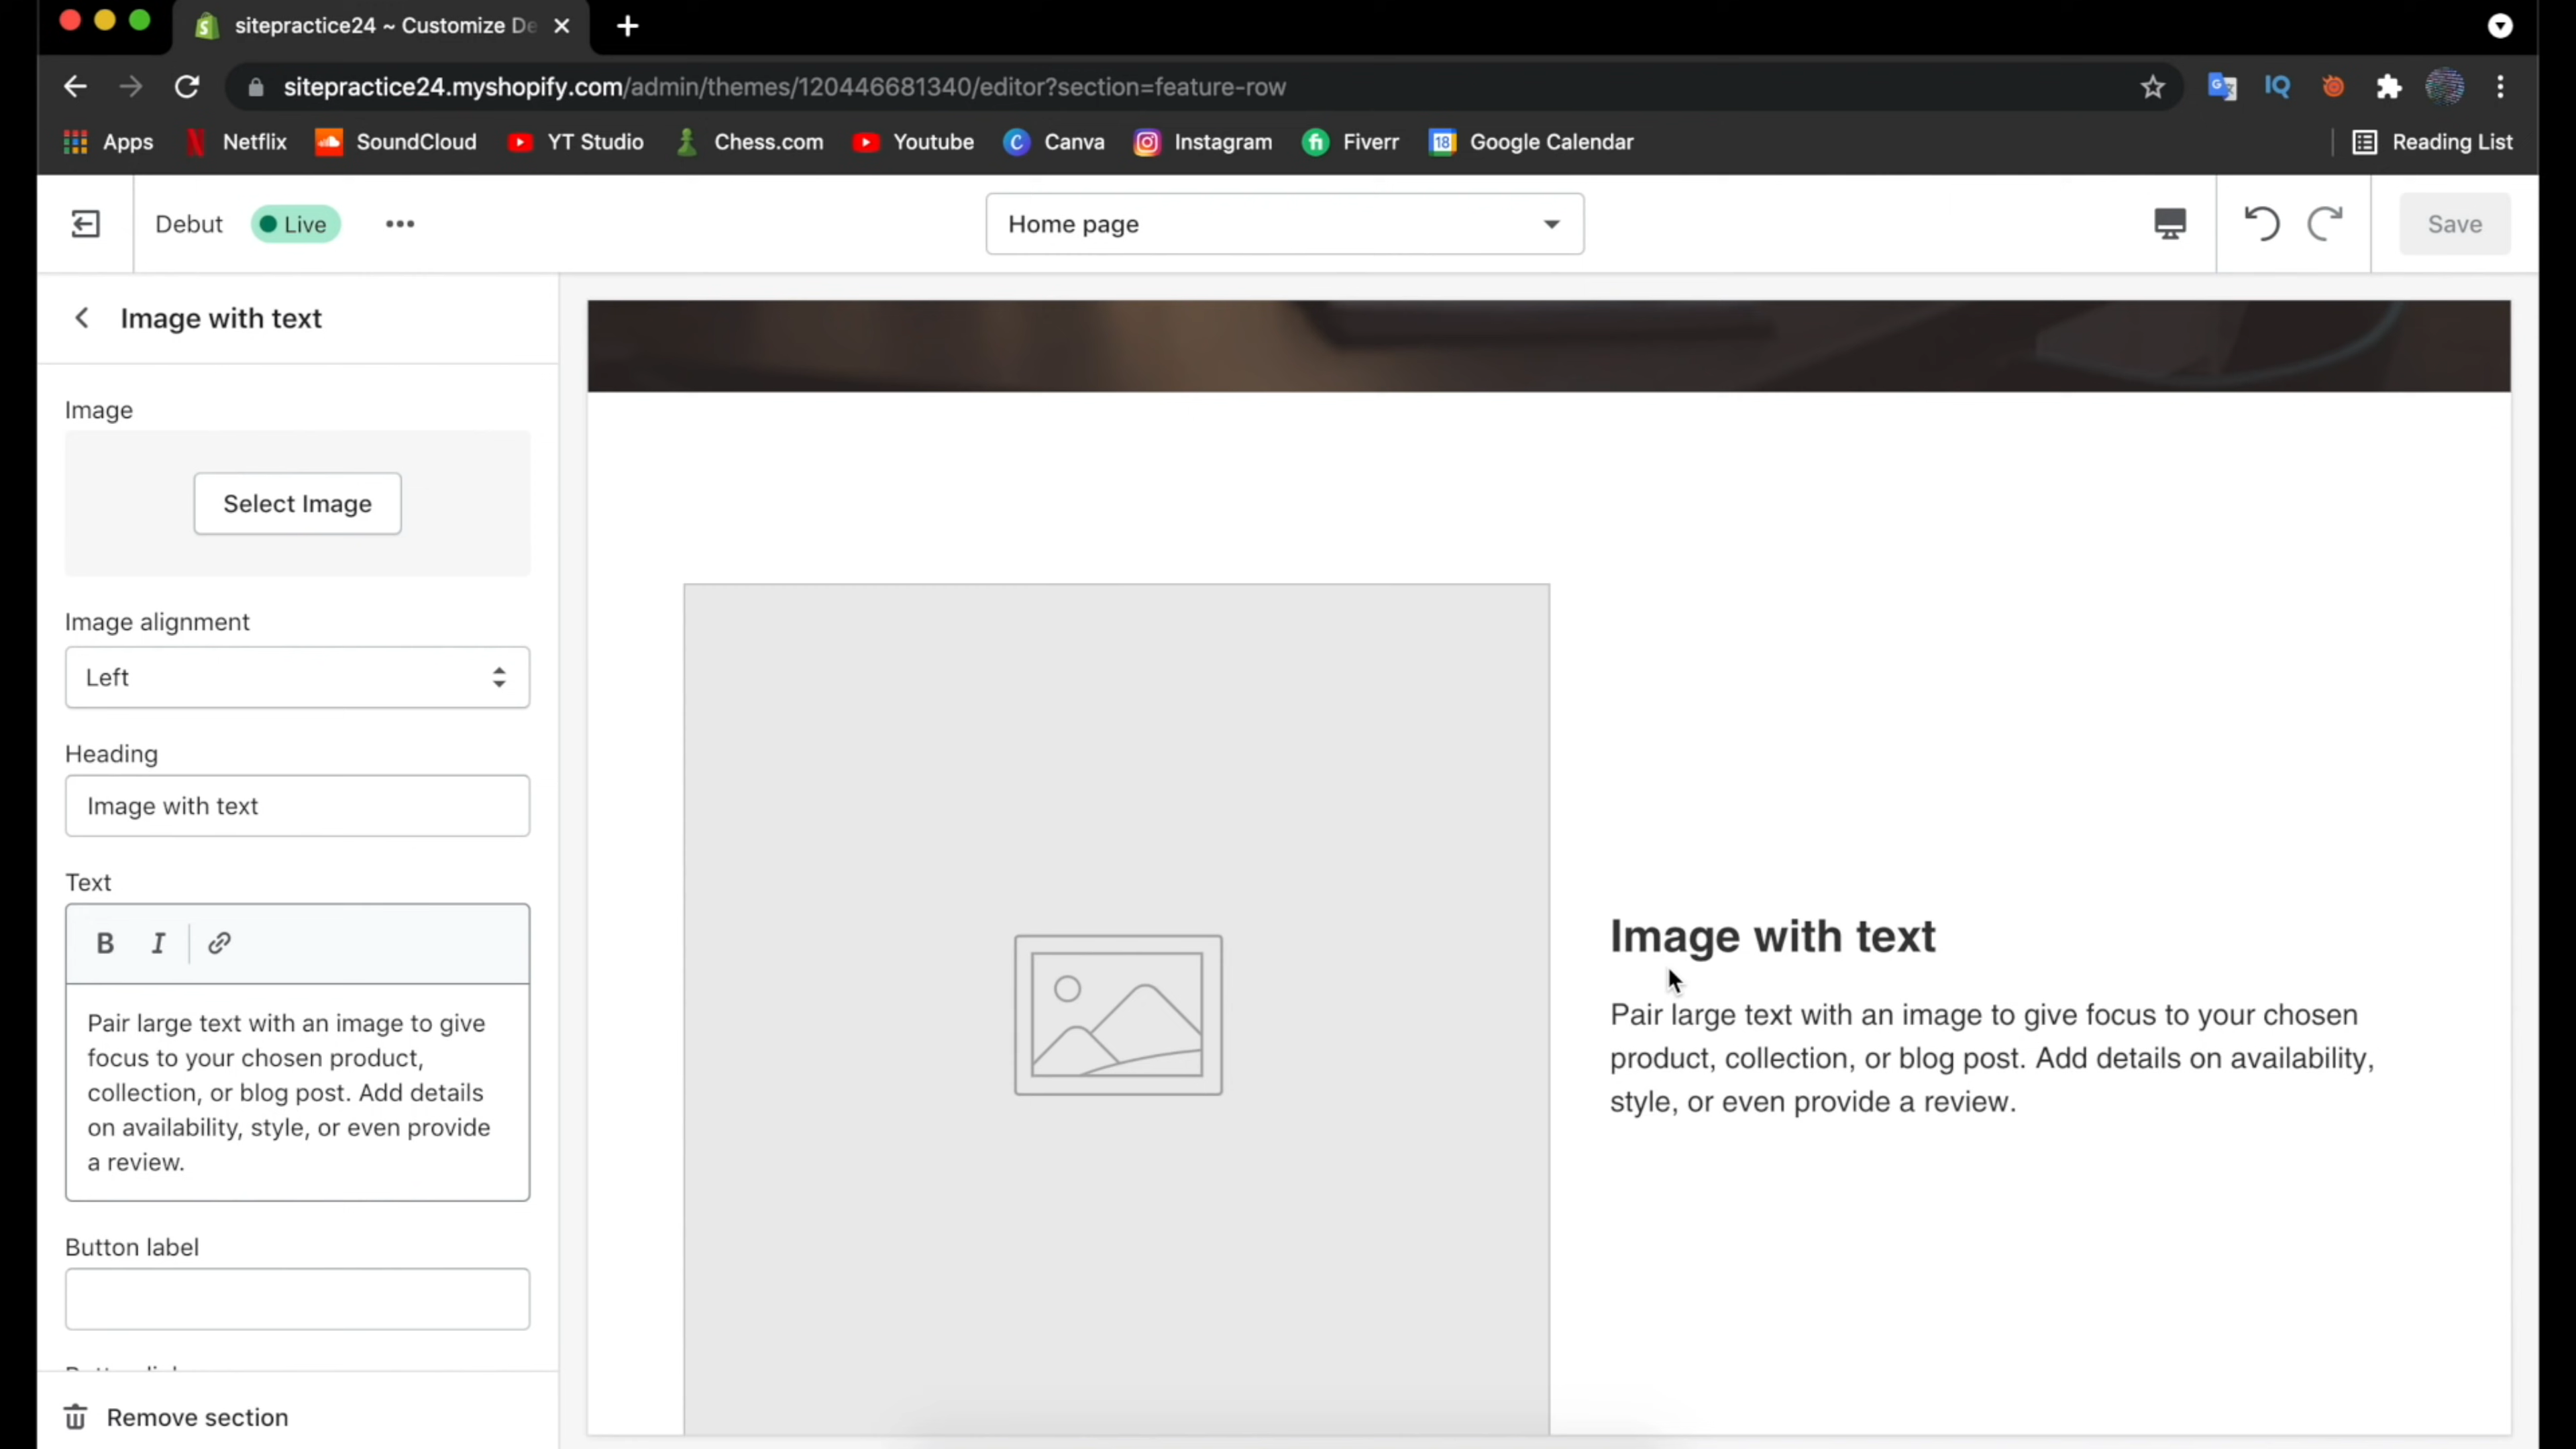 sitepractice24 ~ Customize De
sitepractice24.myshopify.com/admin/themes/120446681340/editor?section=feature-row
IQ
Apps
Netflix
SoundCloud
YT Studio
Chess.com
Youtube
Canva
Instagram
Fiverr
18
Google Calendar
Reading List
Debut
Live
Home page
Save
Image with text
Image
Select Image
Image alignment
Left
Heading
Image with text
Text
B I
Pair large text with an image to give
focus to your chosen product,
collection, or blog post. Add details
on availability, style, or even provide
a review.
Button label
Remove section
Image with text
Pair large text with an image to give focus to your chosen
product, collection, or blog post. Add details on availability,
style, or even provide a review.